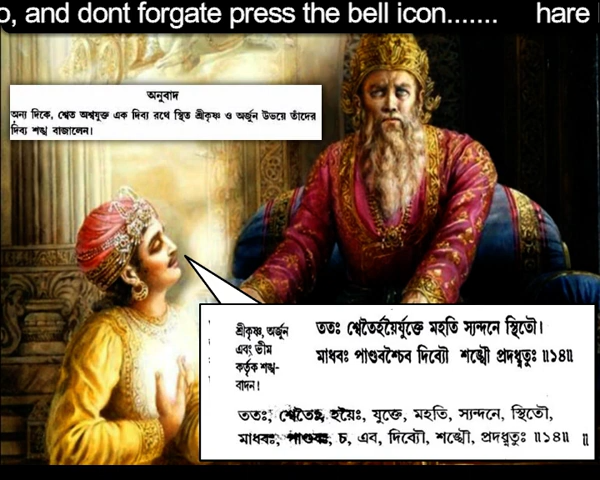 o, and dont forgate press the bell icon....... hare
অনুবাদ
অন্য দিকে, শ্বেত অশ্বযুক্ত এক দিব্য রথে স্থিত শ্রীকৃষ্ণ ও অর্জুন উভয়ে তাঁদের
দিব্য শঙ্খ বাজালেন।
শ্রীকৃষ্ণ, অর্জুন
এবং ভীম
কর্তৃক শঙ্খ-
বাদন।
ততঃ শ্বেতৈর্হয়ৈর্যুক্তে মহতি স্যন্দনে স্থিতৌ।
মাধবঃ পাণ্ডবশ্চৈব দিব্যৌ শঙ্খৌ প্রদধ্মতুঃ ॥১৪॥
ততঃ, শ্বেতৈঃ, হয়ৈঃ, যুক্তে, মহতি, স্যন্দনে, স্থিতৌ,
মাধবঃ, পাণ্ডবঃ, চ, এব, দিব্যৌ, শঙ্খৌ, প্রদধ্মতুঃ ॥১৪॥ ॥